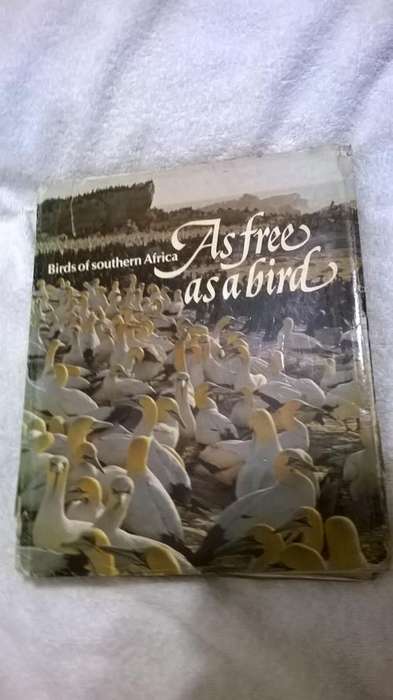 Birds of southern Africa
As free
as a bird